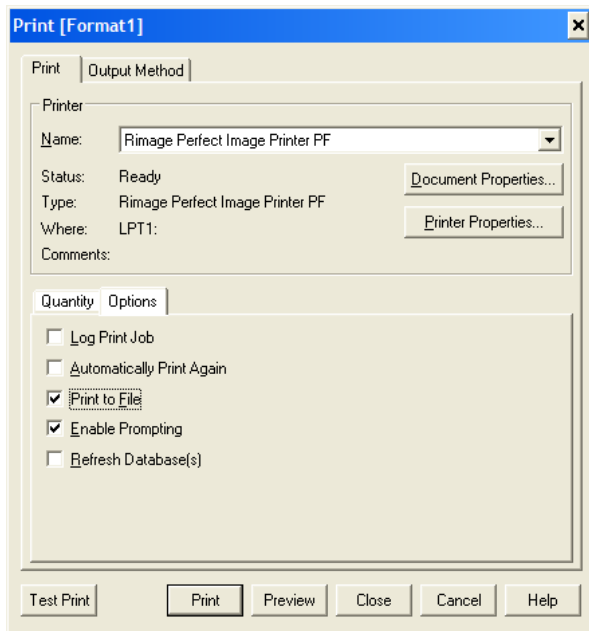 Print [Format1]
Print Output Method
Printer
Name: Rimage Perfect Image Printer PF
Status: Ready Document Properties...
Type: Rimage Perfect Image Printer PF
Where: LPT1: Printer Properties...
Comments:
Quantity Options
Log Print Job
Automatically Print Again
Print to File
Enable Prompting
Refresh Database(s)
Test Print Print Preview Close Cancel Help